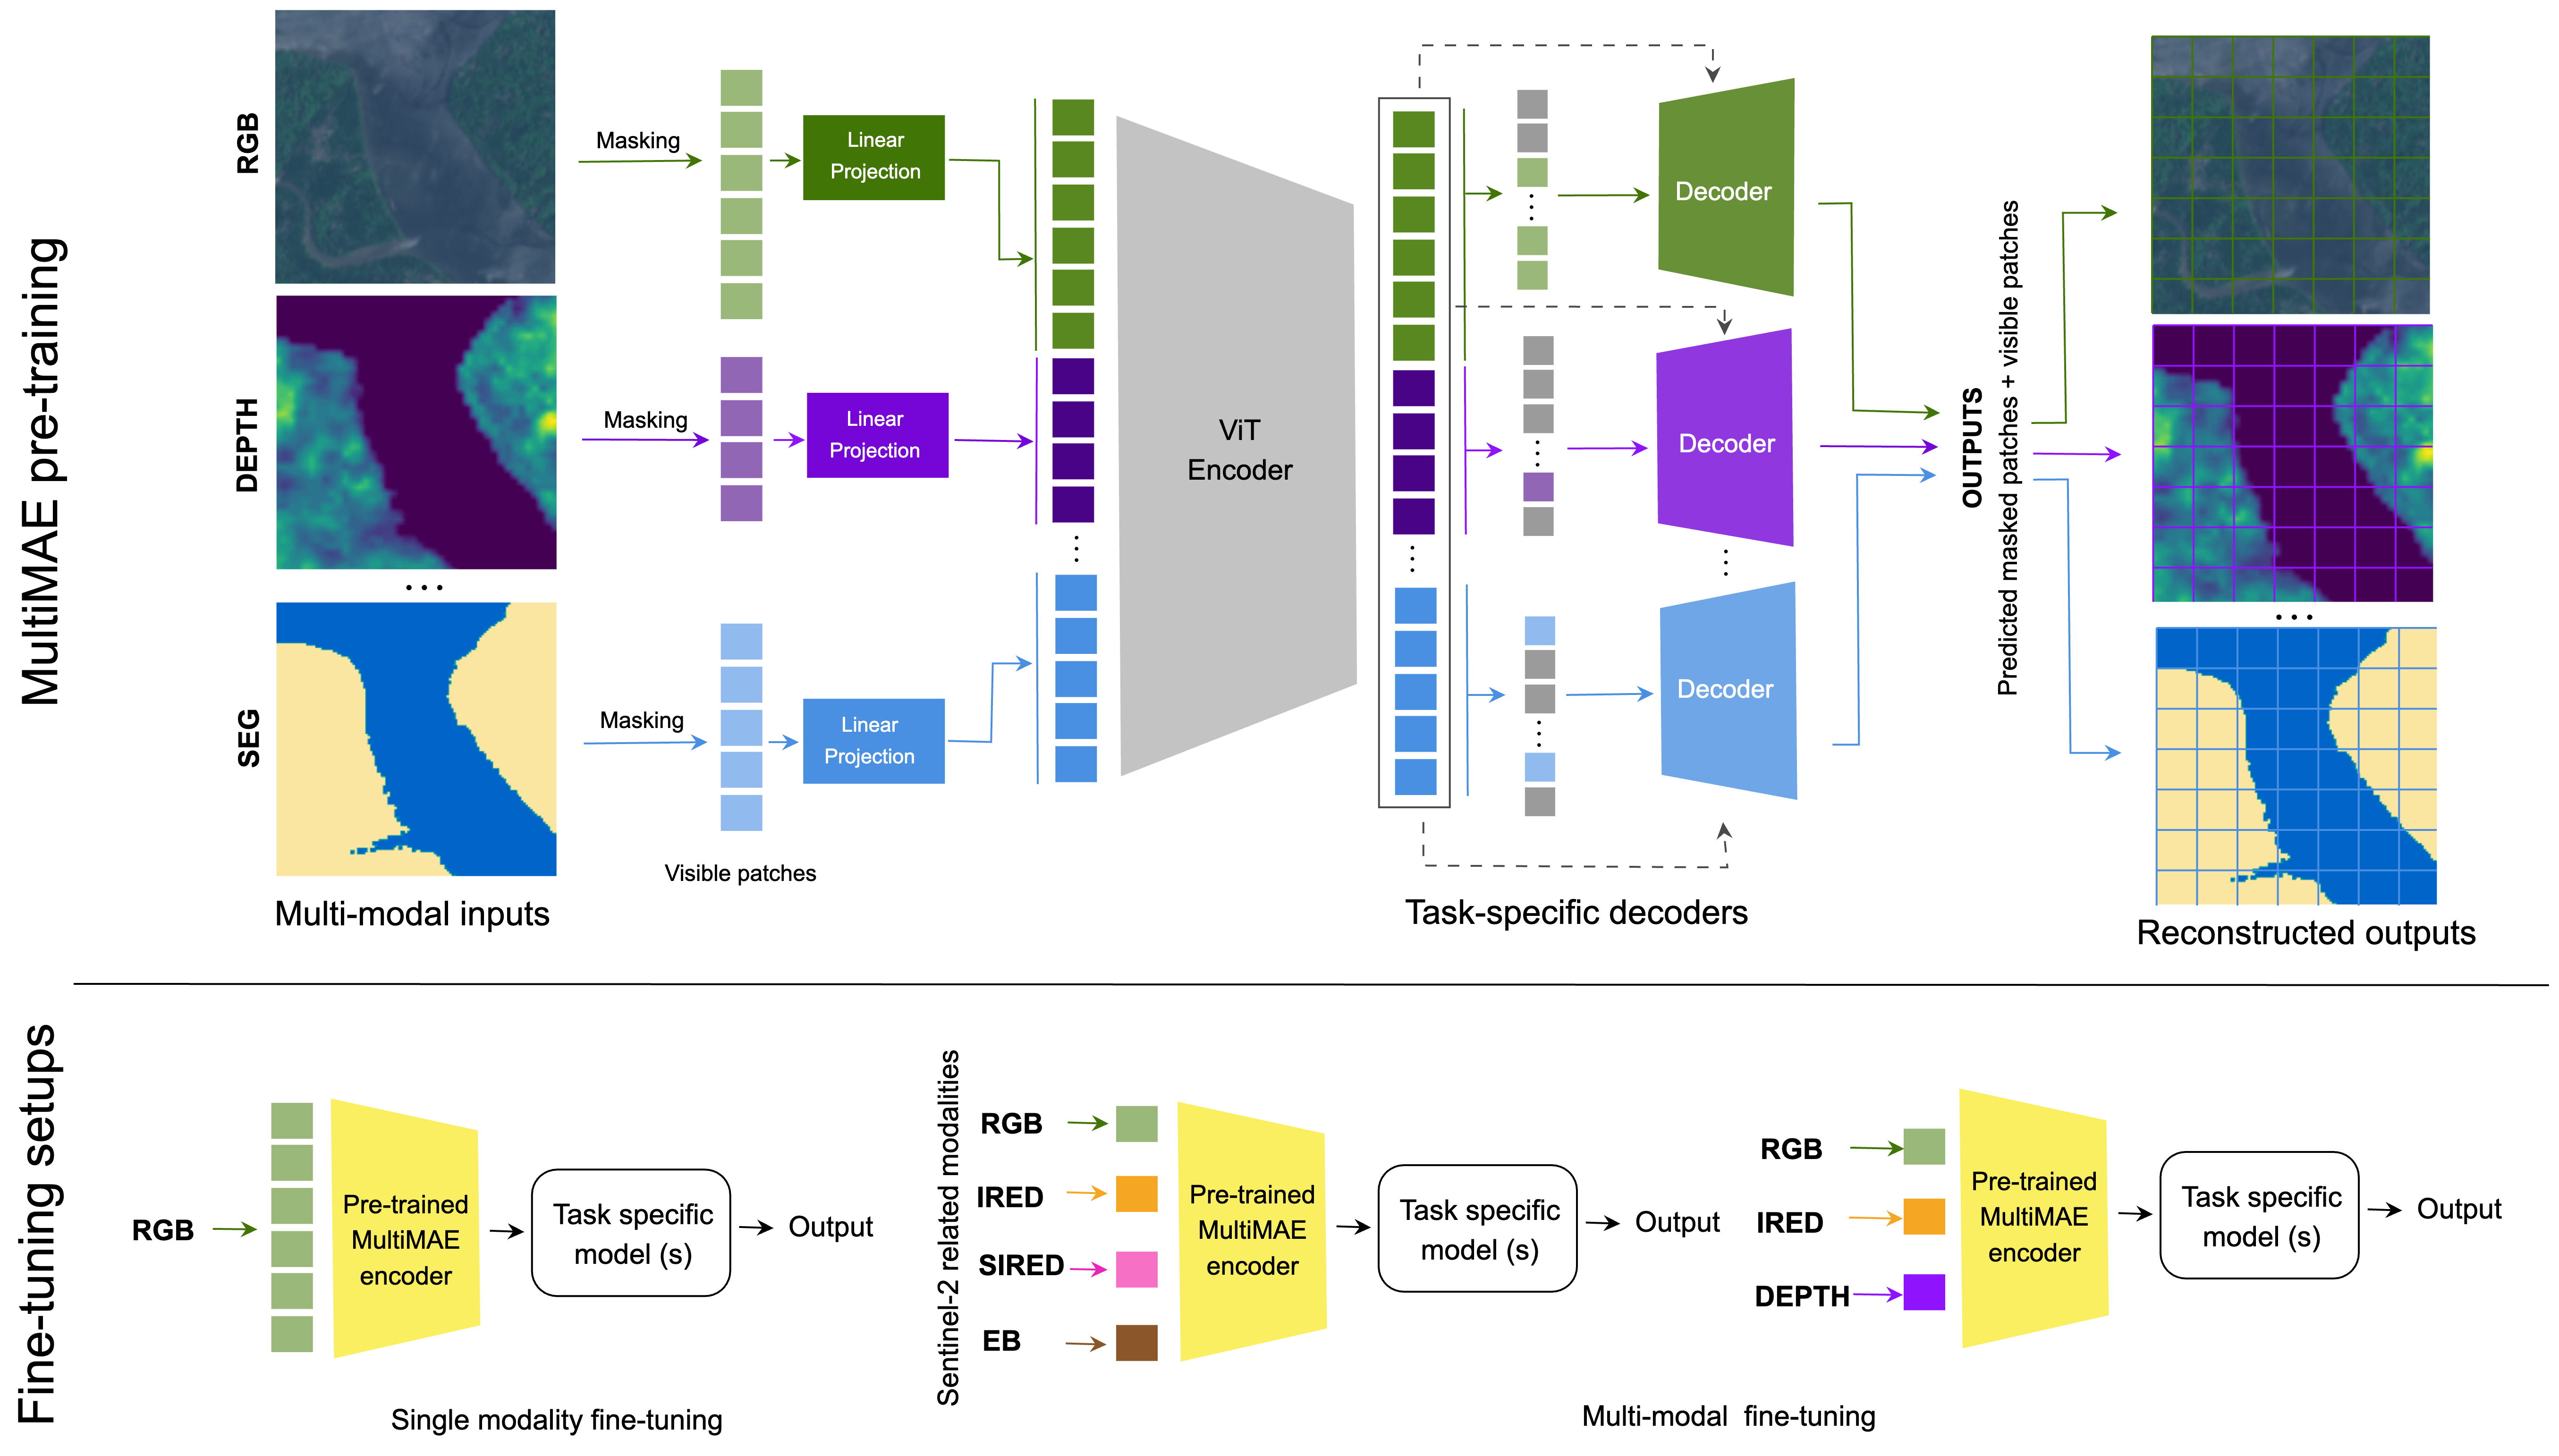 MultiMAE pre-training
RGB
DEPTH
SEG
Masking
Masking
Masking
Linear
Projection
Linear
Projection
Linear
Projection
Visible patches
Multi-modal inputs
ViT
Encoder
Decoder
Decoder
Decoder
Task-specific decoders
OUTPUTS
Predicted masked patches + visible patches
Reconstructed outputs
Fine-tuning setups
RGB
Pre-trained
MultiMAE
encoder
Task specific
model (s)
Output
Single modality fine-tuning
Sentinel-2 related modalities
RGB
IRED
SIRED
EB
Pre-trained
MultiMAE
encoder
Task specific
model (s)
Output
RGB
IRED
DEPTH
Pre-trained
MultiMAE
encoder
Task specific
model (s)
Output
Multi-modal fine-tuning